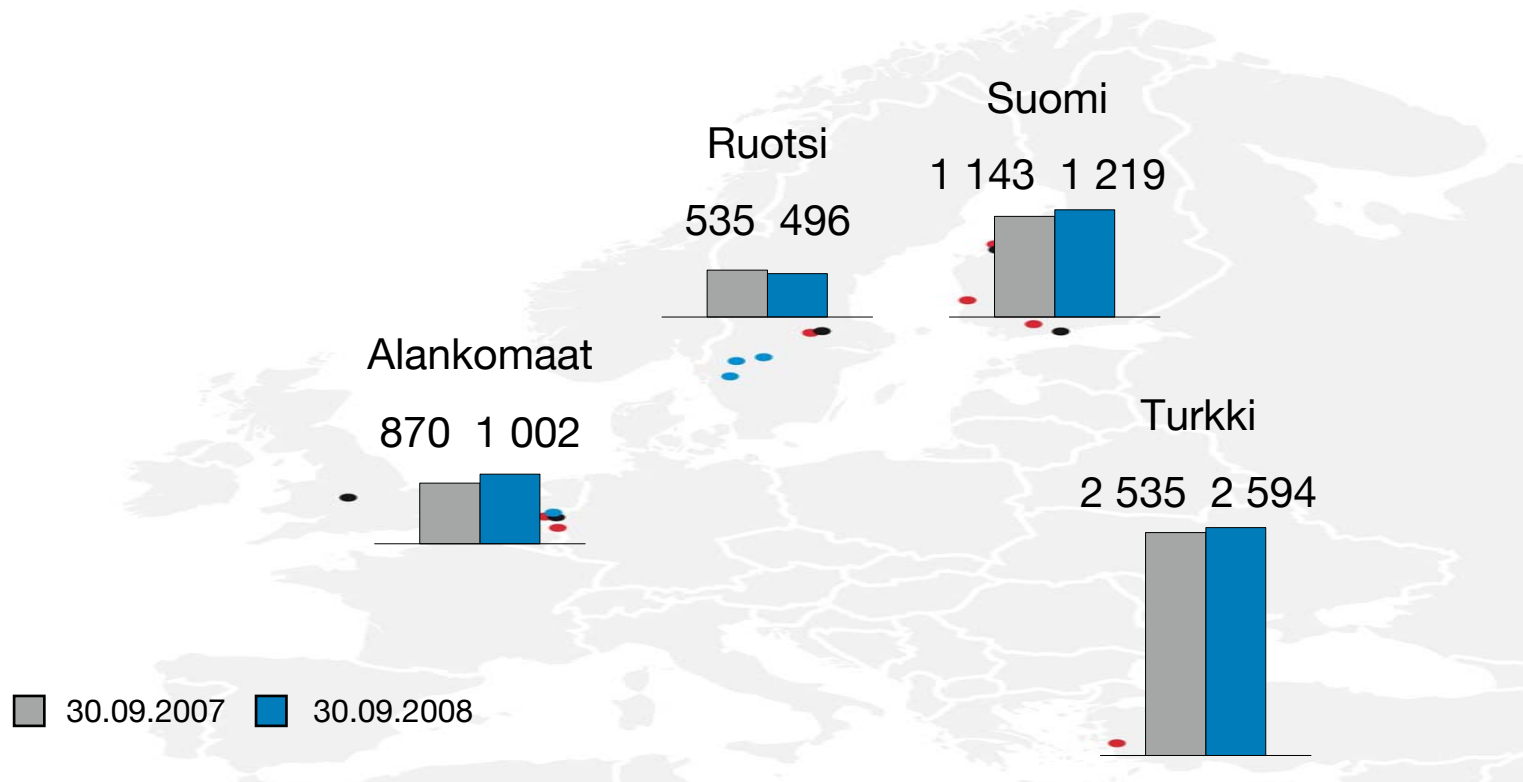 Suomi
1 143 1 219
Ruotsi
535 496
Alankomaat
870 1 002
Turkki
2 535 2 594
30.09.2007 30.09.2008